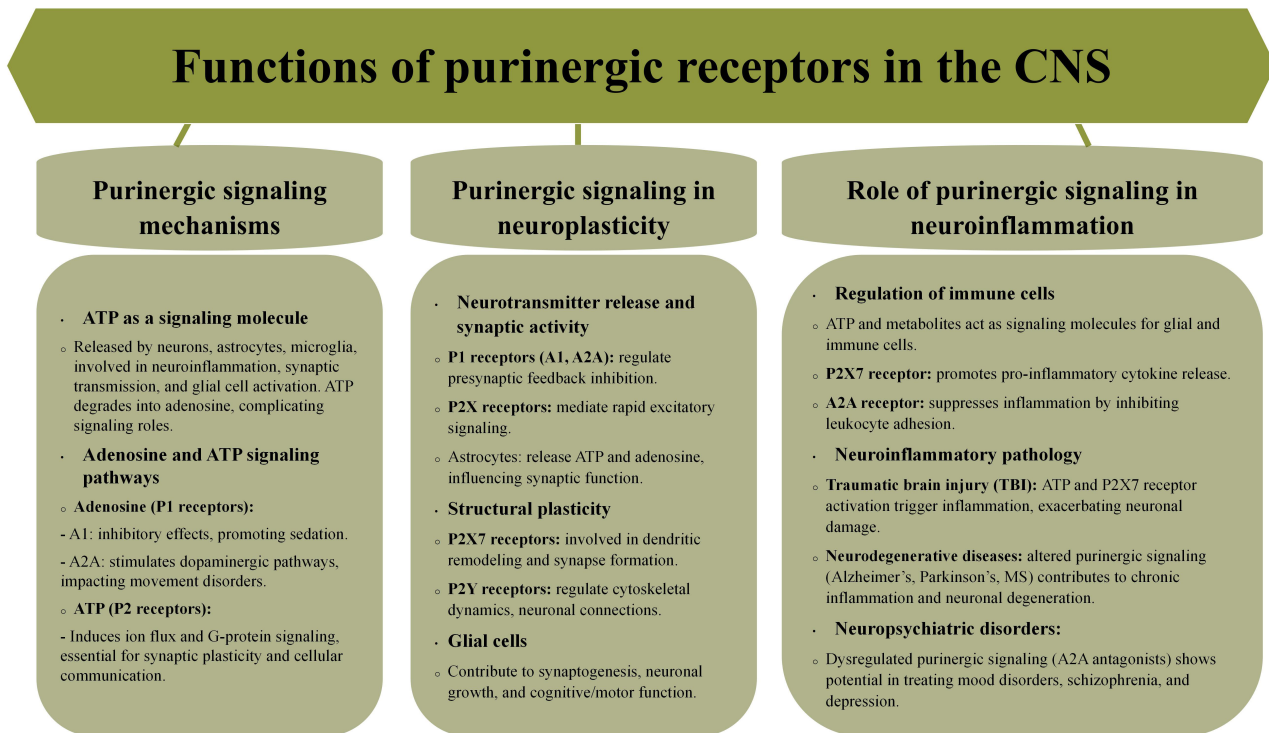 Functions of purinergic receptors in the CNS
Purinergic signaling
mechanisms
• ATP as a signaling molecule
○ Released by neurons, astrocytes, microglia,
involved in neuroinflammation, synaptic
transmission, and glial cell activation. ATP
degrades into adenosine, complicating
signaling roles.
• Adenosine and ATP signaling
pathways
○ Adenosine (P1 receptors):
- A1: inhibitory effects, promoting sedation.
- A2A: stimulates dopaminergic pathways,
impacting movement disorders.
○ ATP (P2 receptors):
- Induces ion flux and G-protein signaling,
essential for synaptic plasticity and cellular
communication.
Purinergic signaling in
neuroplasticity
• Neurotransmitter release and
synaptic activity
○ P1 receptors (A1, A2A): regulate
presynaptic feedback inhibition.
○ P2X receptors: mediate rapid excitatory
signaling.
○ Astrocytes: release ATP and adenosine,
influencing synaptic function.
• Structural plasticity
○ P2X7 receptors: involved in dendritic
remodeling and synapse formation.
○ P2Y receptors: regulate cytoskeletal
dynamics, neuronal connections.
• Glial cells
○ Contribute to synaptogenesis, neuronal
growth, and cognitive/motor function.
Role of purinergic signaling in
neuroinflammation
• Regulation of immune cells
○ ATP and metabolites act as signaling molecules for glial and
immune cells.
○ P2X7 receptor: promotes pro-inflammatory cytokine release.
○ A2A receptor: suppresses inflammation by inhibiting
leukocyte adhesion.
• Neuroinflammatory pathology
○ Traumatic brain injury (TBI): ATP and P2X7 receptor
activation trigger inflammation, exacerbating neuronal
damage.
○ Neurodegenerative diseases: altered purinergic signaling
(Alzheimer's, Parkinson's, MS) contributes to chronic
inflammation and neuronal degeneration.
• Neuropsychiatric disorders:
○ Dysregulated purinergic signaling (A2A antagonists) shows
potential in treating mood disorders, schizophrenia, and
depression.